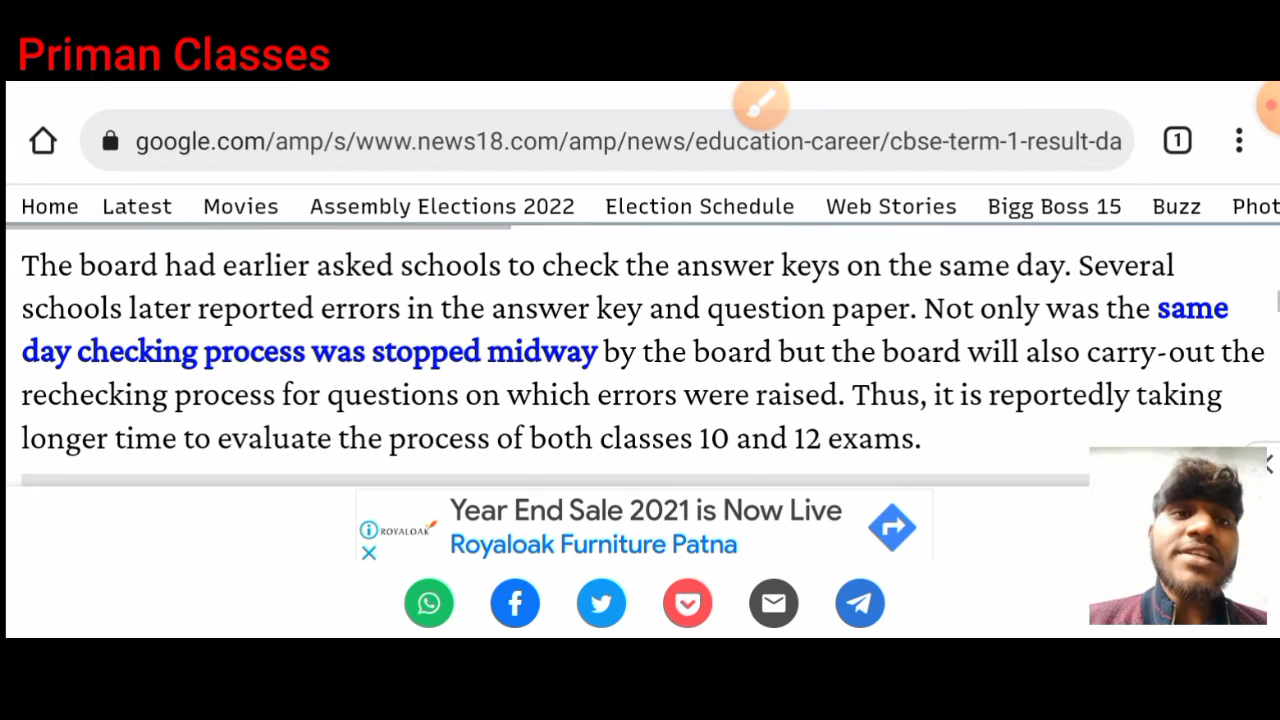 Priman Classes
google.com/amp/s/www.news18.com/amp/news/education-career/cbse-term-1-result-da
1
Home Latest Movies Assembly Elections 2022 Election Schedule Web Stories Bigg Boss 15 Buzz Phot
The board had earlier asked schools to check the answer keys on the same day. Several
schools later reported errors in the answer key and question paper. Not only was the same
day checking process was stopped midway by the board but the board will also carry-out the
rechecking process for questions on which errors were raised. Thus, it is reportedly taking
longer time to evaluate the process of both classes 10 and 12 exams.
Year End Sale 2021 is Now Live
ROYALOAK
Royaloak Furniture Patna